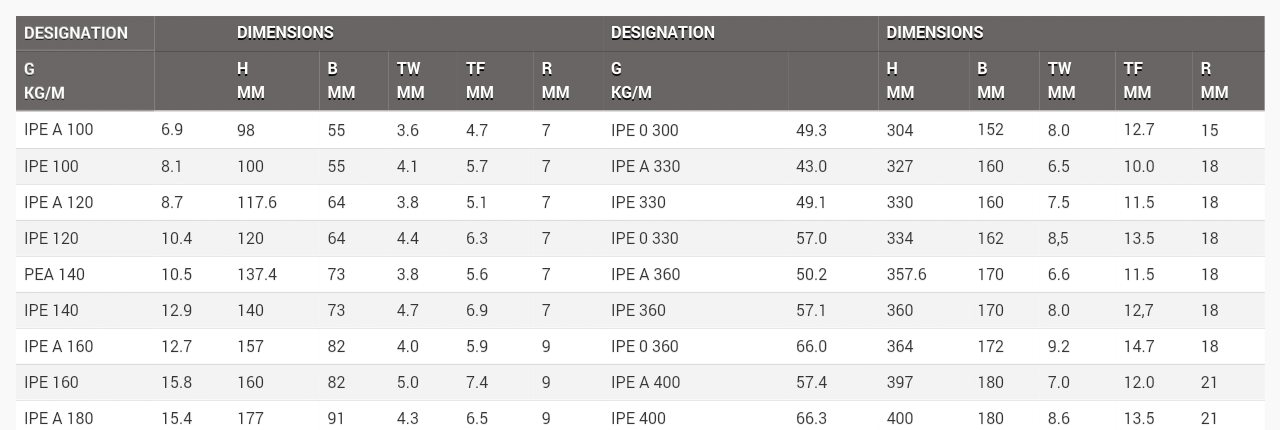 DESIGNATION DIMENSIONS DESIGNATION DIMENSIONS
G H B TW TF R G H B TW TF R
KG/M MM MM MM MM MM KG/M MM MM MM MM MM
IPE A 100 6.9 98 55 3.6 4.7 7 IPE 0 300 49.3 304 152 8.0 12.7 15
IPE 100 8.1 100 55 4.1 5.7 7 IPE A 330 43.0 327 160 6.5 10.0 18
IPE A 120 8.7 117.6 64 3.8 5.1 7 IPE 330 49.1 330 160 7.5 11.5 18
IPE 120 10.4 120 64 4.4 6.3 7 IPE 0 330 57.0 334 162 8,5 13.5 18
PEA 140 10.5 137.4 73 3.8 5.6 7 IPE A 360 50.2 357.6 170 6.6 11.5 18
IPE 140 12.9 140 73 4.7 6.9 7 IPE 360 57.1 360 170 8.0 12,7 18
IPE A 160 12.7 157 82 4.0 5.9 9 IPE 0 360 66.0 364 172 9.2 14.7 18
IPE 160 15.8 160 82 5.0 7.4 9 IPE A 400 57.4 397 180 7.0 12.0 21
IPE A 180 15.4 177 91 4.3 6.5 9 IPE 400 66.3 400 180 8.6 13.5 21